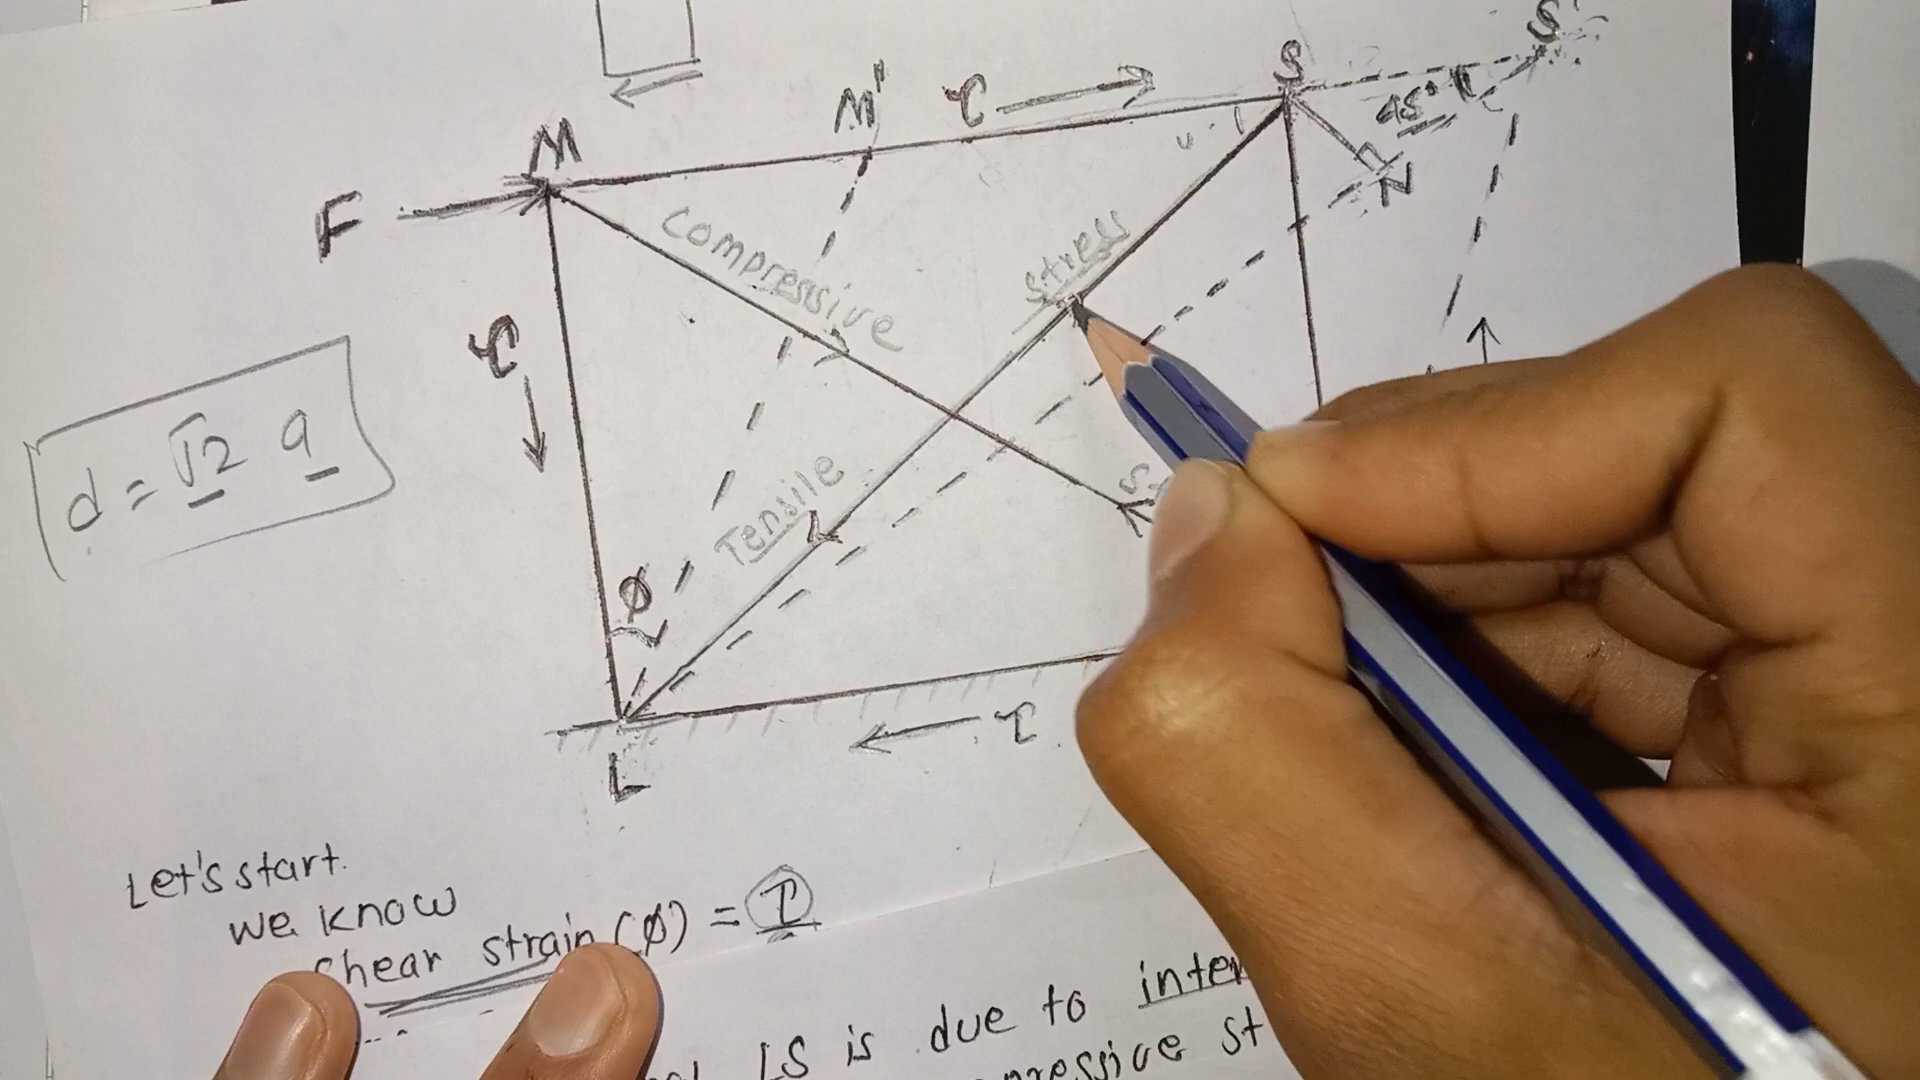 S'
S
M'
τ
45°
M
N
F
compressive
stress
τ
d = √2 a
Tensile
φ
τ
L
Let's start.
we know
shear strain (φ) = τ
LS is due to